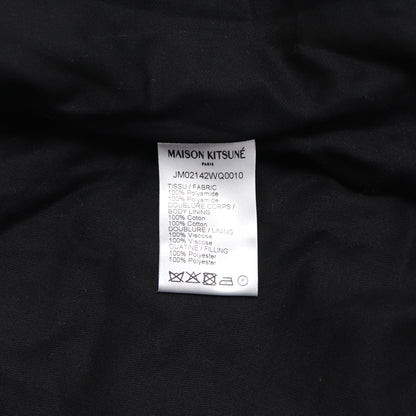 MAISON KITSUNÉ
PARIS
JM02142WQ0010
TISSU / FABRIC
100% Polyamide
100% Polyamide
DOUBLURE CORPS /
BODY LINING
100% Coton
100% Cotton
DOUBLURE / LINING
100% Viscose
100% Viscose
OUATINE / FILLING
100% Polyester
100% Polyester